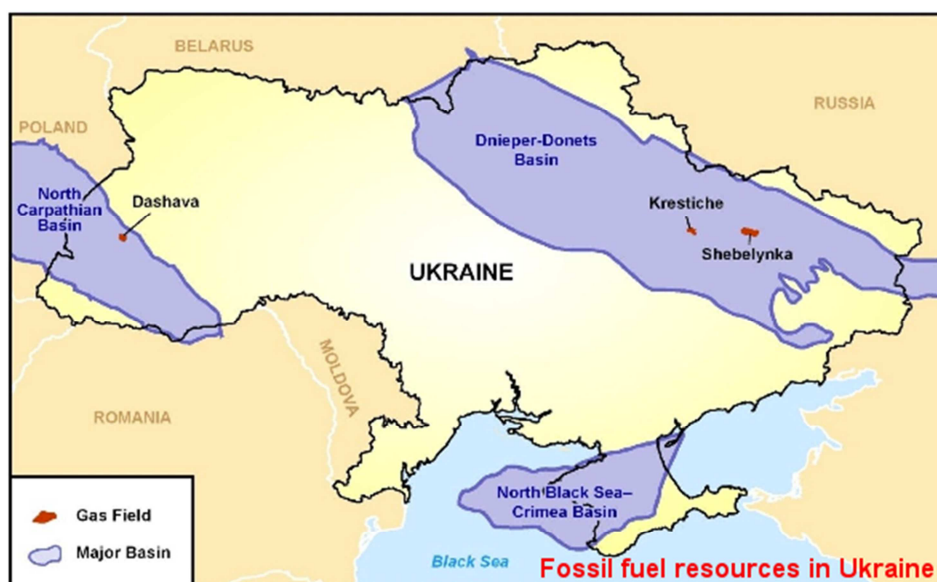 BELARUS
RUSSIA
POLAND
Dnieper-Donets
Basin
North
Carpathian
Basin
Dashava
Krestiche
Shebelynka
UKRAINE
MOLDOVA
ROMANIA
North Black Sea–
Crimea Basin
Gas Field
Major Basin
Black Sea
Fossil fuel resources in Ukraine